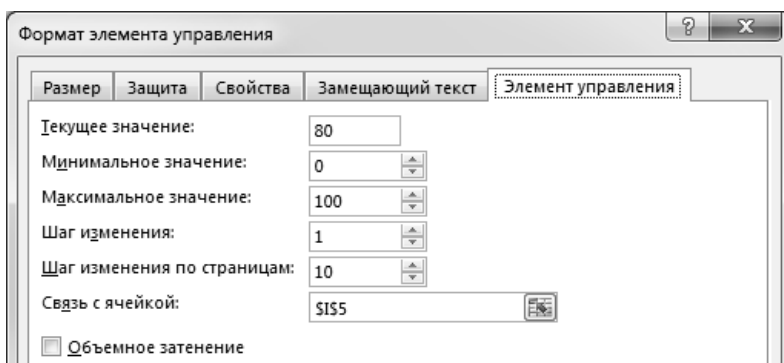 Формат элемента управления
Размер Защита Свойства Замещающий текст Элемент управления
Текущее значение: 80
Минимальное значение: 0
Максимальное значение: 100
Шаг изменения: 1
Шаг изменения по страницам: 10
Связь с ячейкой: $I$5
Объемное затенение